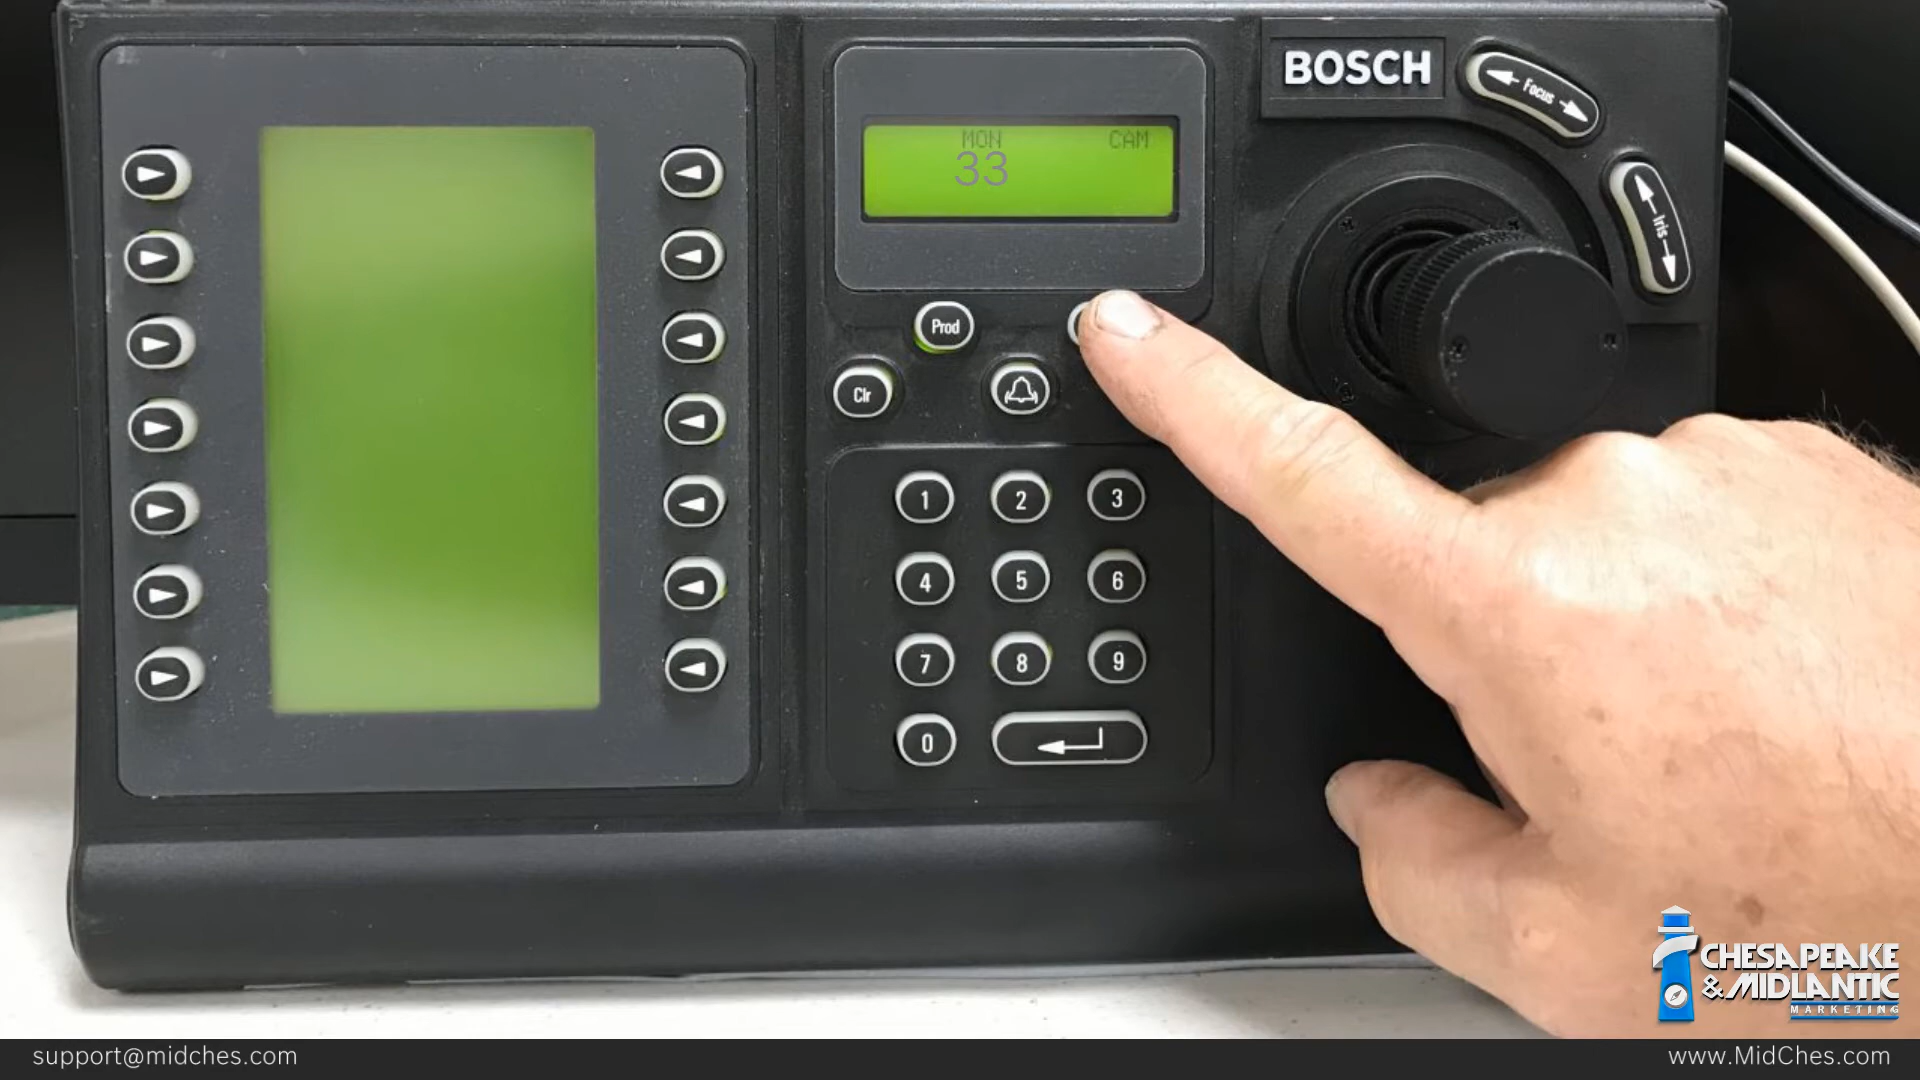 BOSCH
Focus
Iris
MON CAM
33
Prod
Clr
1 2 3
4 5 6
7 8 9
0
CHESAPEAKE
& MIDLANTIC
MARKETING
support@midches.com
www.MidChes.com